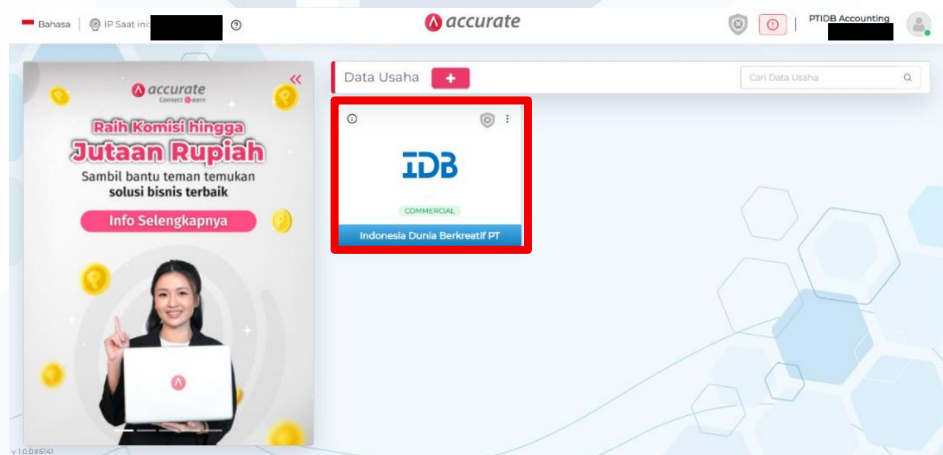 Bahasa
IP Saat ini
accurate
PTIDB Accounting
accurate
Connect earn
Raih Komisi hingga
Jutaan Rupiah
Sambil bantu teman temukan
solusi bisnis terbaik
Info Selengkapnya
Data Usaha
Cari Data Usaha
IDB
COMMERCIAL
Indonesia Dunia Berkreatif PT
v 1.0.0#5141